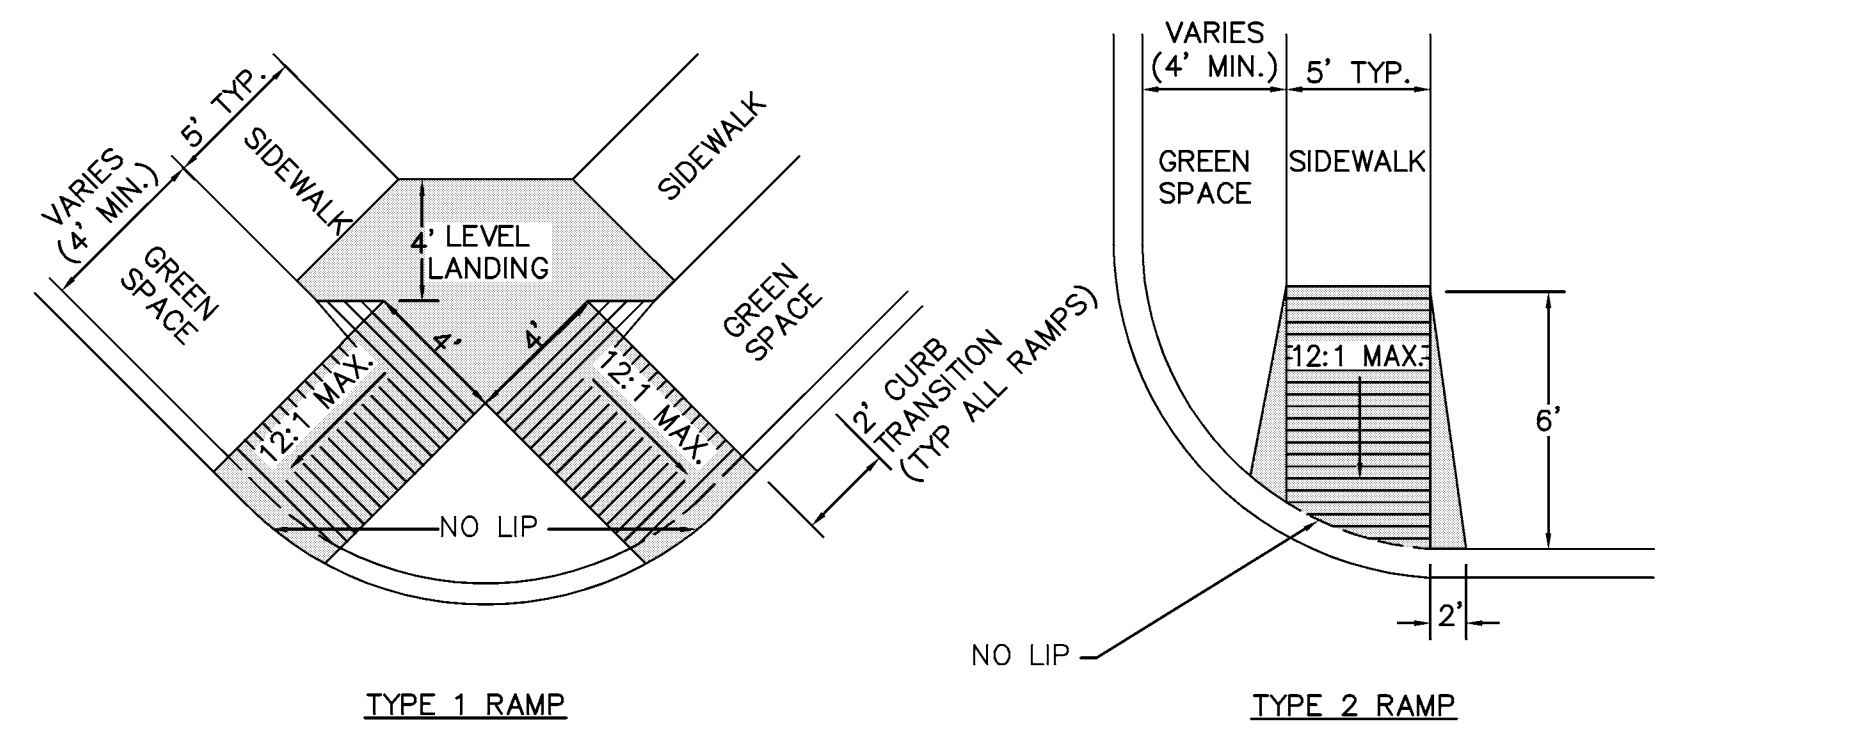 5' TYP.
VARIES
(4' MIN.)
SIDEWALK
GREEN
SPACE
4' LEVEL
LANDING
SIDEWALK
GREEN
SPACE
4'
4'
12:1 MAX.
12:1 MAX.
2' CURB
TRANSITION
(TYP ALL RAMPS)
NO LIP
TYPE 1 RAMP
VARIES
(4' MIN.)
5' TYP.
GREEN
SPACE
SIDEWALK
12:1 MAX.
6'
2'
NO LIP
TYPE 2 RAMP